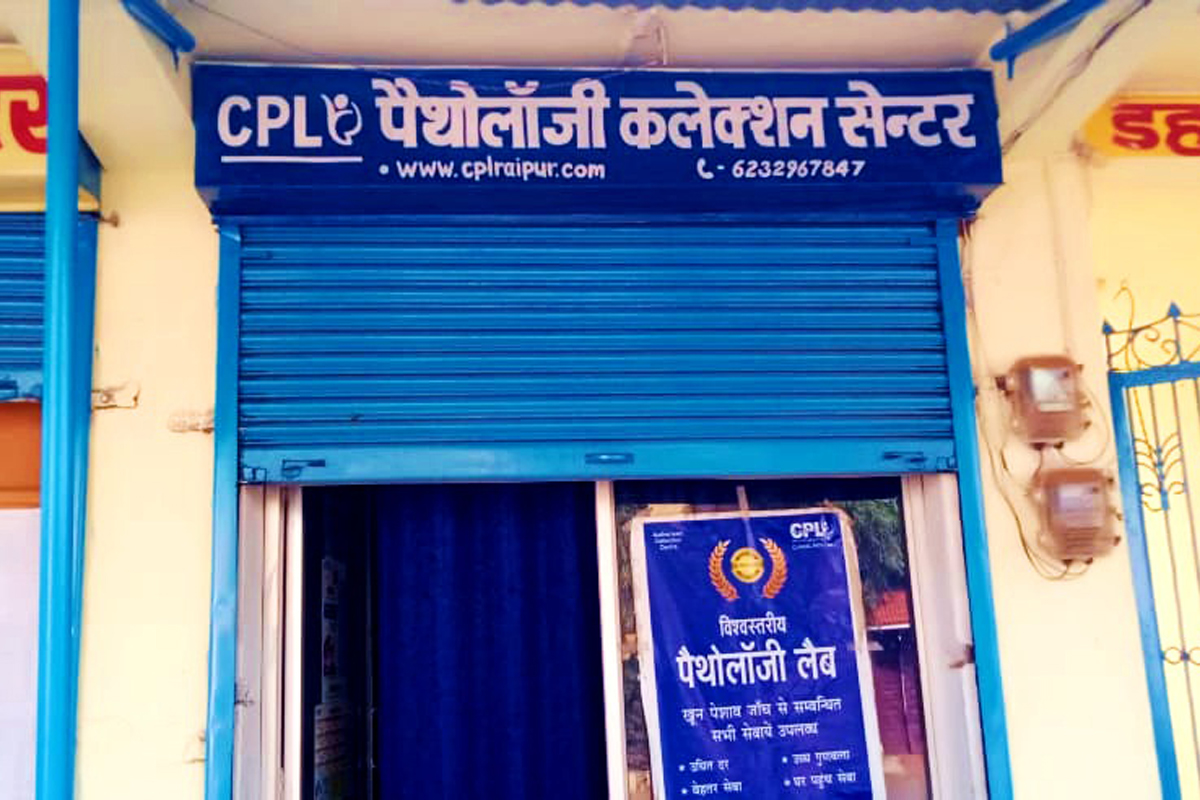 CPL पैथोलॉजी कलेक्शन सेन्टर
• www.cplraipur.com - 6232967847
र
डह
CPL
विश्वस्तरीय
पैथोलॉजी लैब
खून पेशाब जाँच से सम्बन्धित
सभी सेवायें उपलब्ध
• उचित दर • उच्च गुणवत्ता
• बेहतर सेवा • घर पहुंच सेवा